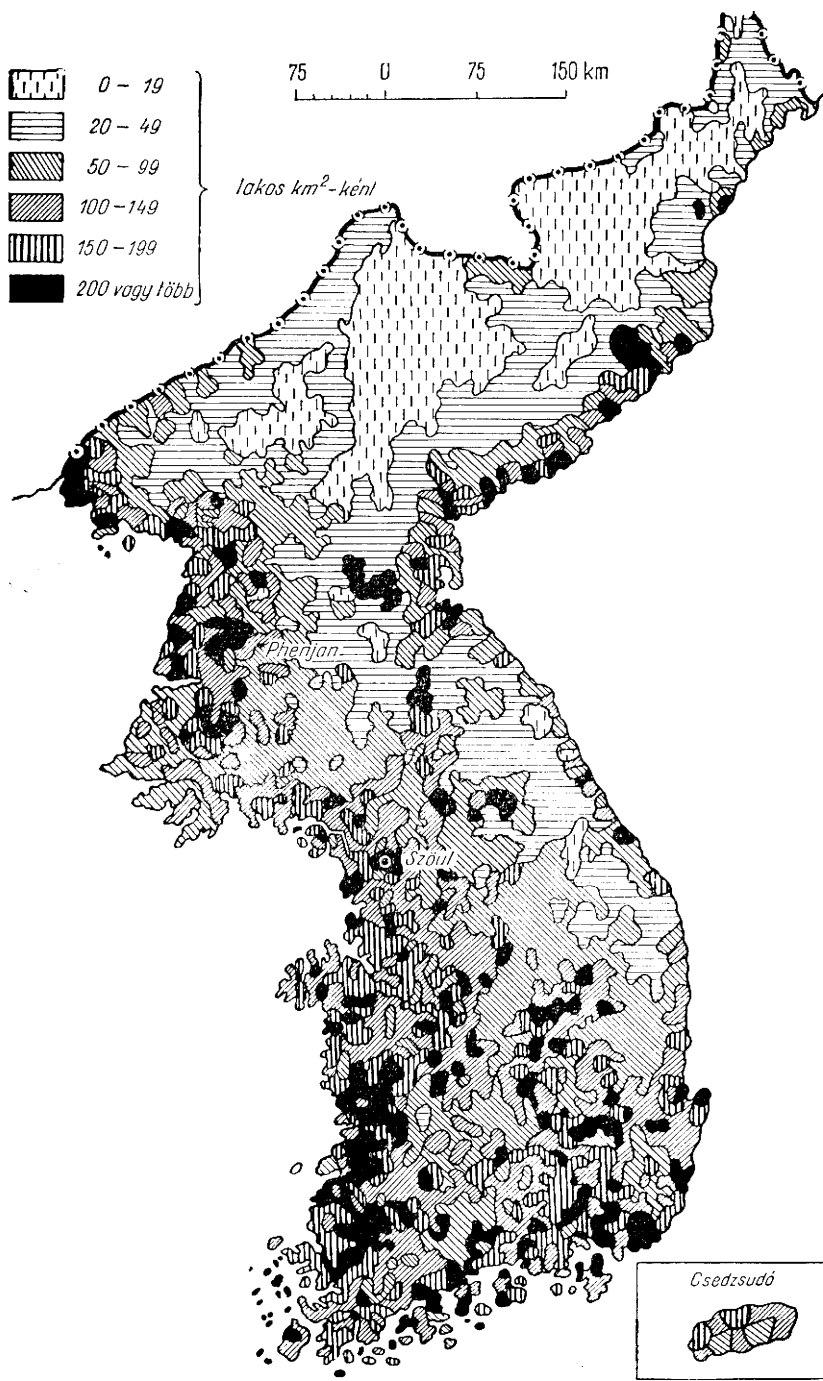 75 0 75 150 km
0 – 19
20 – 49
50 – 99
100 – 149
150 – 199
200 vagy több
lakos km²-ként
Phenjan
Szöul
Csedzsudó